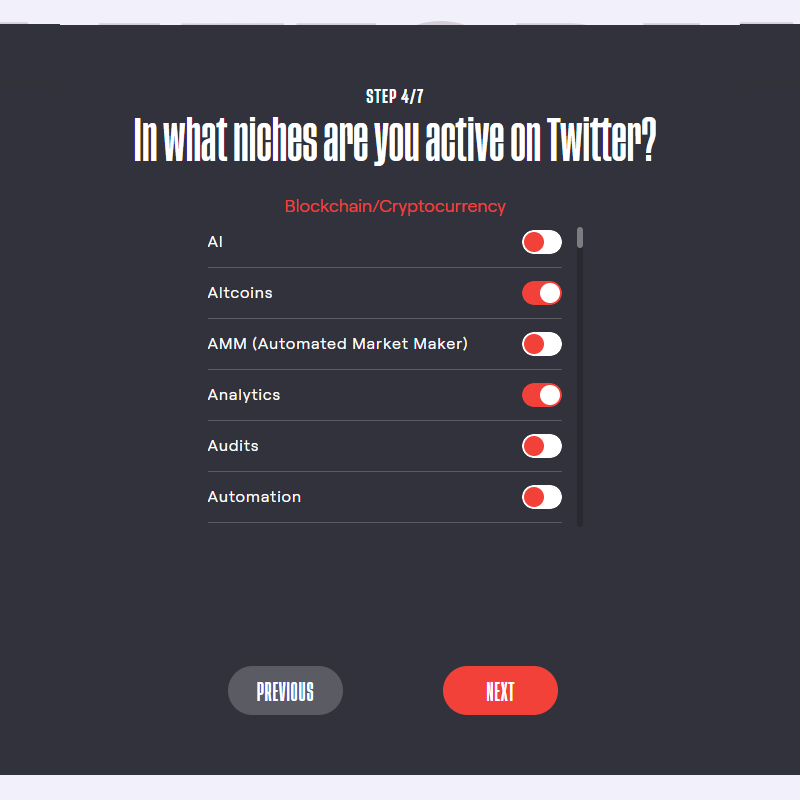 STEP 4/7
In what niches are you active on Twitter?
Blockchain/Cryptocurrency
AI
Altcoins
AMM (Automated Market Maker)
Analytics
Audits
Automation
PREVIOUS
NEXT